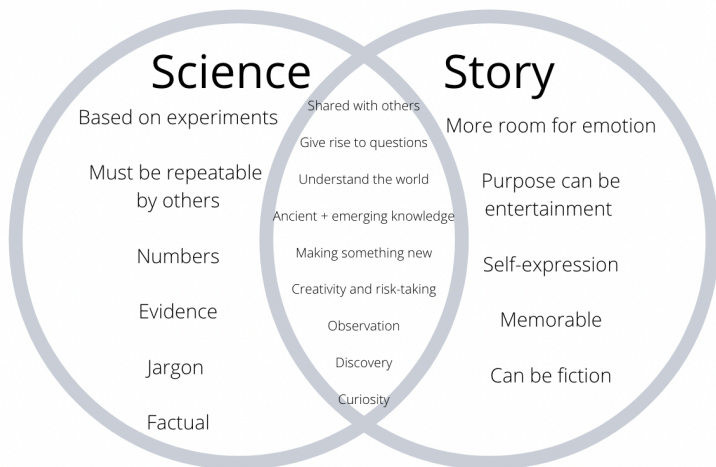 Science
Based on experiments
Must be repeatable
by others
Numbers
Evidence
Jargon
Factual
Shared with others
Give rise to questions
Understand the world
Ancient + emerging knowledge
Making something new
Creativity and risk-taking
Observation
Discovery
Curiosity
Story
More room for emotion
Purpose can be
entertainment
Self-expression
Memorable
Can be fiction